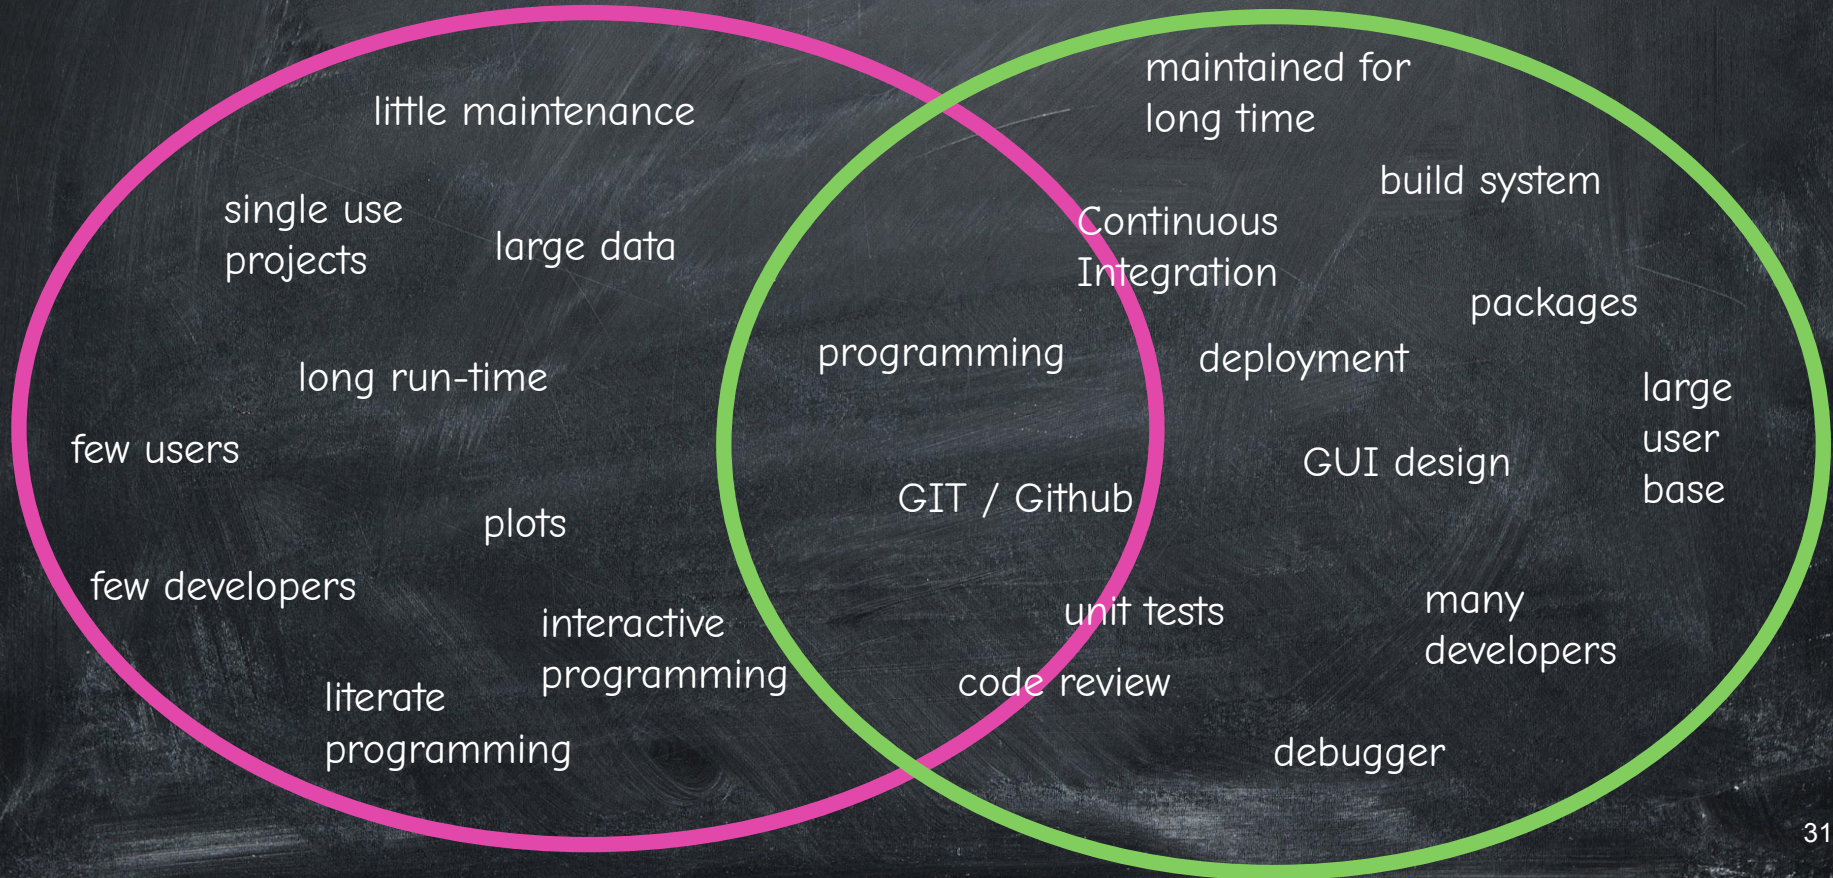 little maintenance
single use
projects
large data
long run-time
few users
plots
few developers
interactive
programming
literate
programming
programming
GIT / Github
Continuous
Integration
unit tests
code review
maintained for
long time
build system
packages
deployment
large
user
base
GUI design
many
developers
debugger
31